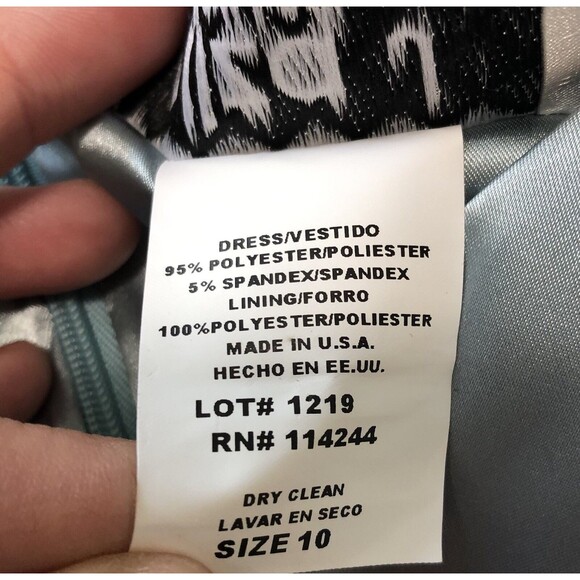 DRESS/VESTIDO
95% POLYESTER/POLIESTER
5% SPANDEX/SPANDEX
LINING/FORRO
100%POLYESTER/POLIESTER
MADE IN U.S.A.
HECHO EN EE.UU.
LOT# 1219
RN# 114244
DRY CLEAN
LAVAR EN SECO
SIZE 10